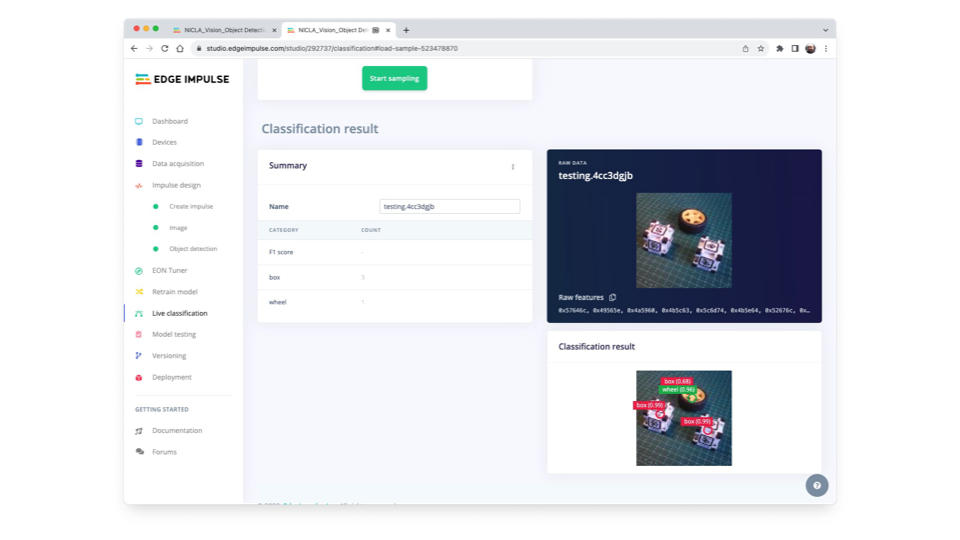 NICLA_Vision_Object Detecti
NICLA_Vision_Object De
studio.edgeimpulse.com/studio/292737/classification#load-sample-523478870
EDGE IMPULSE
Dashboard
Devices
Data acquisition
Impulse design
Create impulse
Image
Object detection
EON Tuner
Retrain model
Live classification
Model testing
Versioning
Deployment
GETTING STARTED
Documentation
Forums
Start sampling
Classification result
Summary
Name testing.4cc3dgjb
CATEGORY COUNT
F1 score -
box 3
wheel 1
RAW DATA
testing.4cc3dgjb
Raw features
0x57646c, 0x49565e, 0x4a5960, 0x4b5c63, 0x5c6d74, 0x4b5e64, 0x52676c, 0x…
Classification result
box (0.68)
wheel (0.96)
box (0.99)
box (0.99)